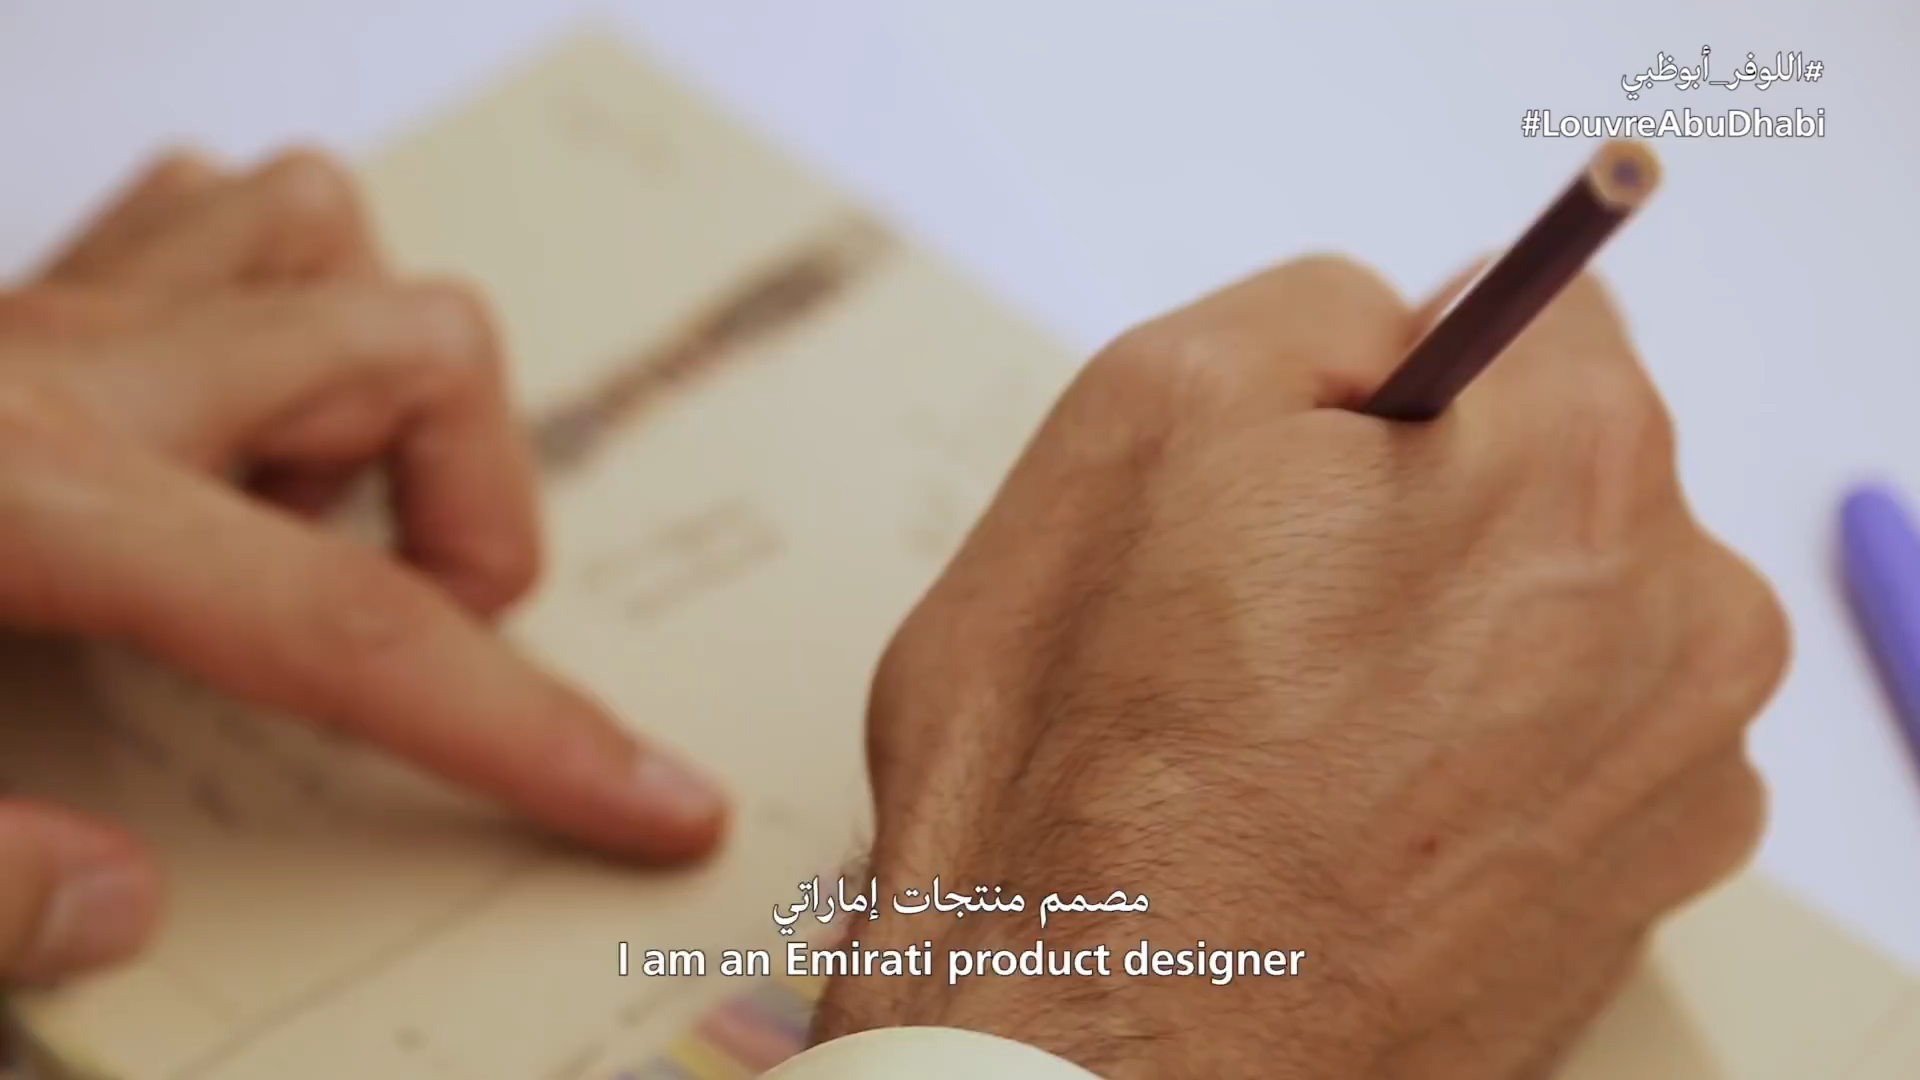 #اللوفر_أبوظبي
#LouvreAbuDhabi
مصمم منتجات إماراتي
I am an Emirati product designer